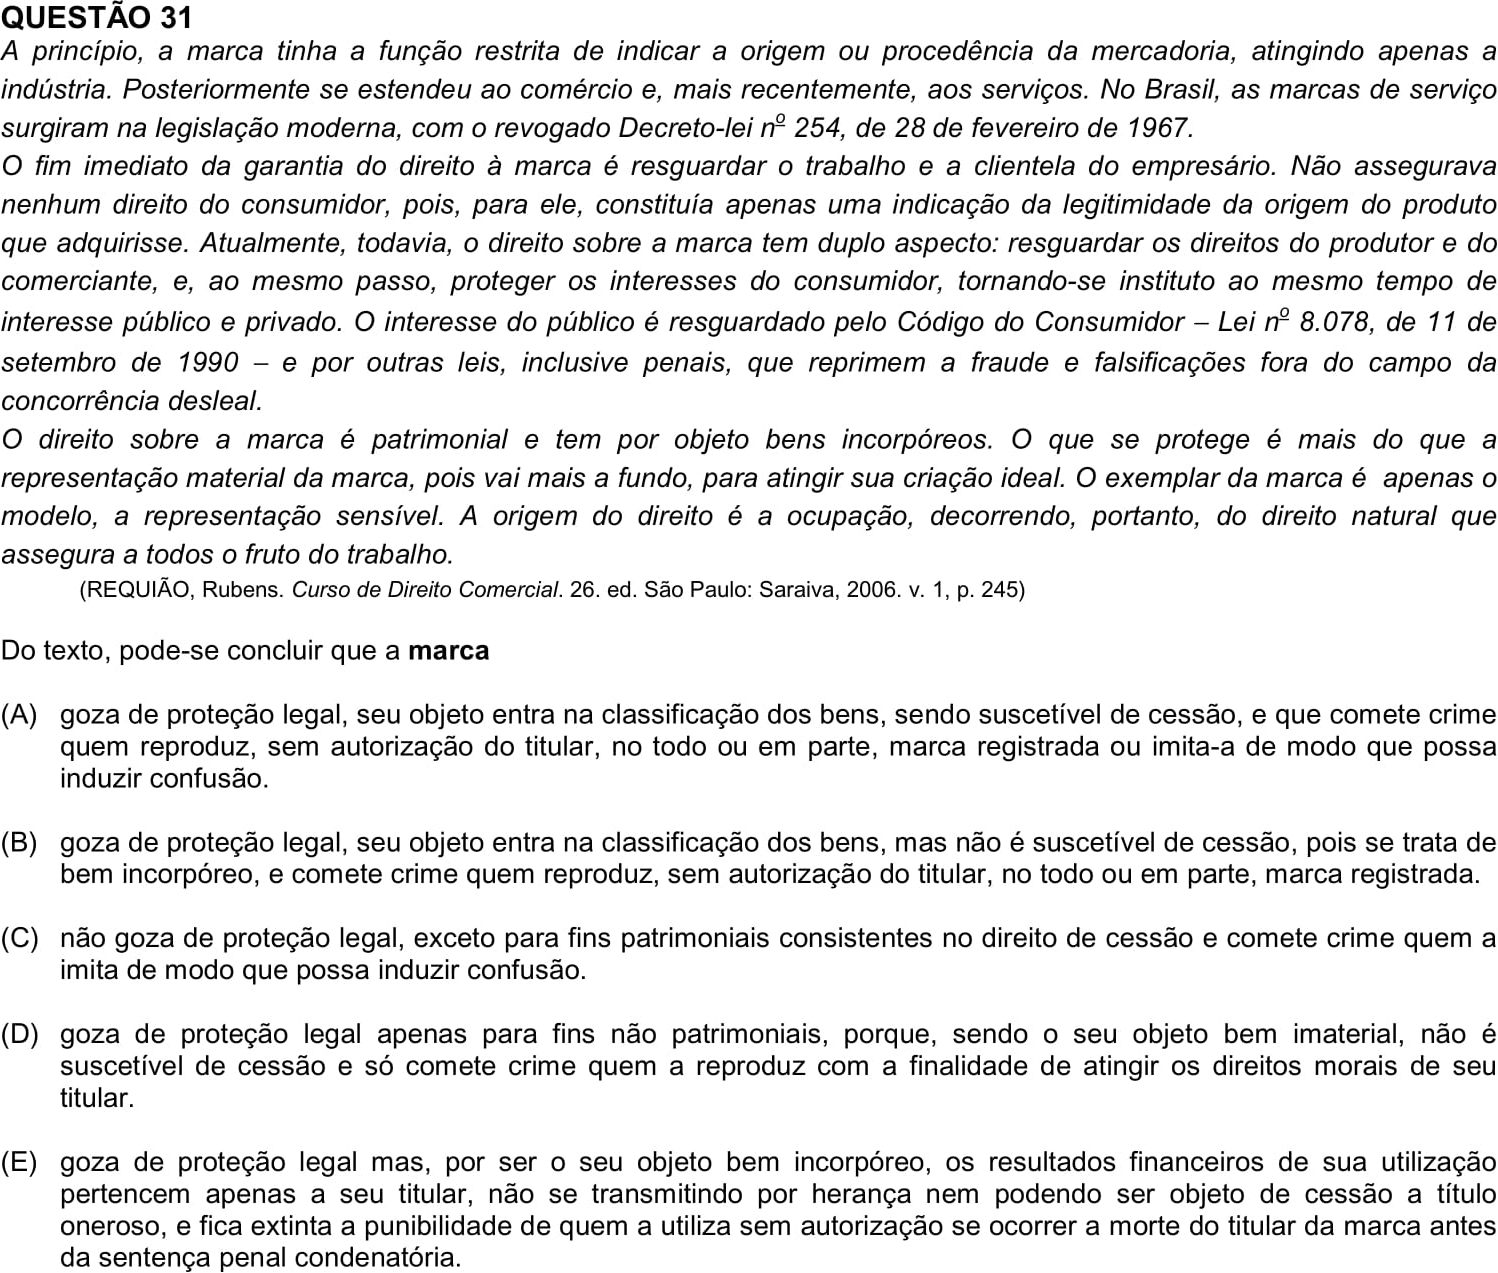 QUESTÃO 31
A princípio, a marca tinha a função restrita de indicar a origem ou procedência da mercadoria, atingindo apenas a
indústria. Posteriormente se estendeu ao comércio e, mais recentemente, aos serviços. No Brasil, as marcas de serviço
surgiram na legislação moderna, com o revogado Decreto-lei nº 254, de 28 de fevereiro de 1967.
O fim imediato da garantia do direito à marca é resguardar o trabalho e a clientela do empresário. Não assegurava
nenhum direito do consumidor, pois, para ele, constituía apenas uma indicação da legitimidade da origem do produto
que adquirisse. Atualmente, todavia, o direito sobre a marca tem duplo aspecto: resguardar os direitos do produtor e do
comerciante, e, ao mesmo passo, proteger os interesses do consumidor, tornando-se instituto ao mesmo tempo de
interesse público e privado. O interesse do público é resguardado pelo Código do Consumidor – Lei nº 8.078, de 11 de
setembro de 1990 – e por outras leis, inclusive penais, que reprimem a fraude e falsificações fora do campo da
concorrência desleal.
O direito sobre a marca é patrimonial e tem por objeto bens incorpóreos. O que se protege é mais do que a
representação material da marca, pois vai mais a fundo, para atingir sua criação ideal. O exemplar da marca é apenas o
modelo, a representação sensível. A origem do direito é a ocupação, decorrendo, portanto, do direito natural que
assegura a todos o fruto do trabalho.
(REQUIÃO, Rubens. Curso de Direito Comercial. 26. ed. São Paulo: Saraiva, 2006. v. 1, p. 245)
Do texto, pode-se concluir que a marca
(A) goza de proteção legal, seu objeto entra na classificação dos bens, sendo suscetível de cessão, e que comete crime
quem reproduz, sem autorização do titular, no todo ou em parte, marca registrada ou imita-a de modo que possa
induzir confusão.
(B) goza de proteção legal, seu objeto entra na classificação dos bens, mas não é suscetível de cessão, pois se trata de
bem incorpóreo, e comete crime quem reproduz, sem autorização do titular, no todo ou em parte, marca registrada.
(C) não goza de proteção legal, exceto para fins patrimoniais consistentes no direito de cessão e comete crime quem a
imita de modo que possa induzir confusão.
(D) goza de proteção legal apenas para fins não patrimoniais, porque, sendo o seu objeto bem imaterial, não é
suscetível de cessão e só comete crime quem a reproduz com a finalidade de atingir os direitos morais de seu
titular.
(E) goza de proteção legal mas, por ser o seu objeto bem incorpóreo, os resultados financeiros de sua utilização
pertencem apenas a seu titular, não se transmitindo por herança nem podendo ser objeto de cessão a título
oneroso, e fica extinta a punibilidade de quem a utiliza sem autorização se ocorrer a morte do titular da marca antes
da sentença penal condenatória.